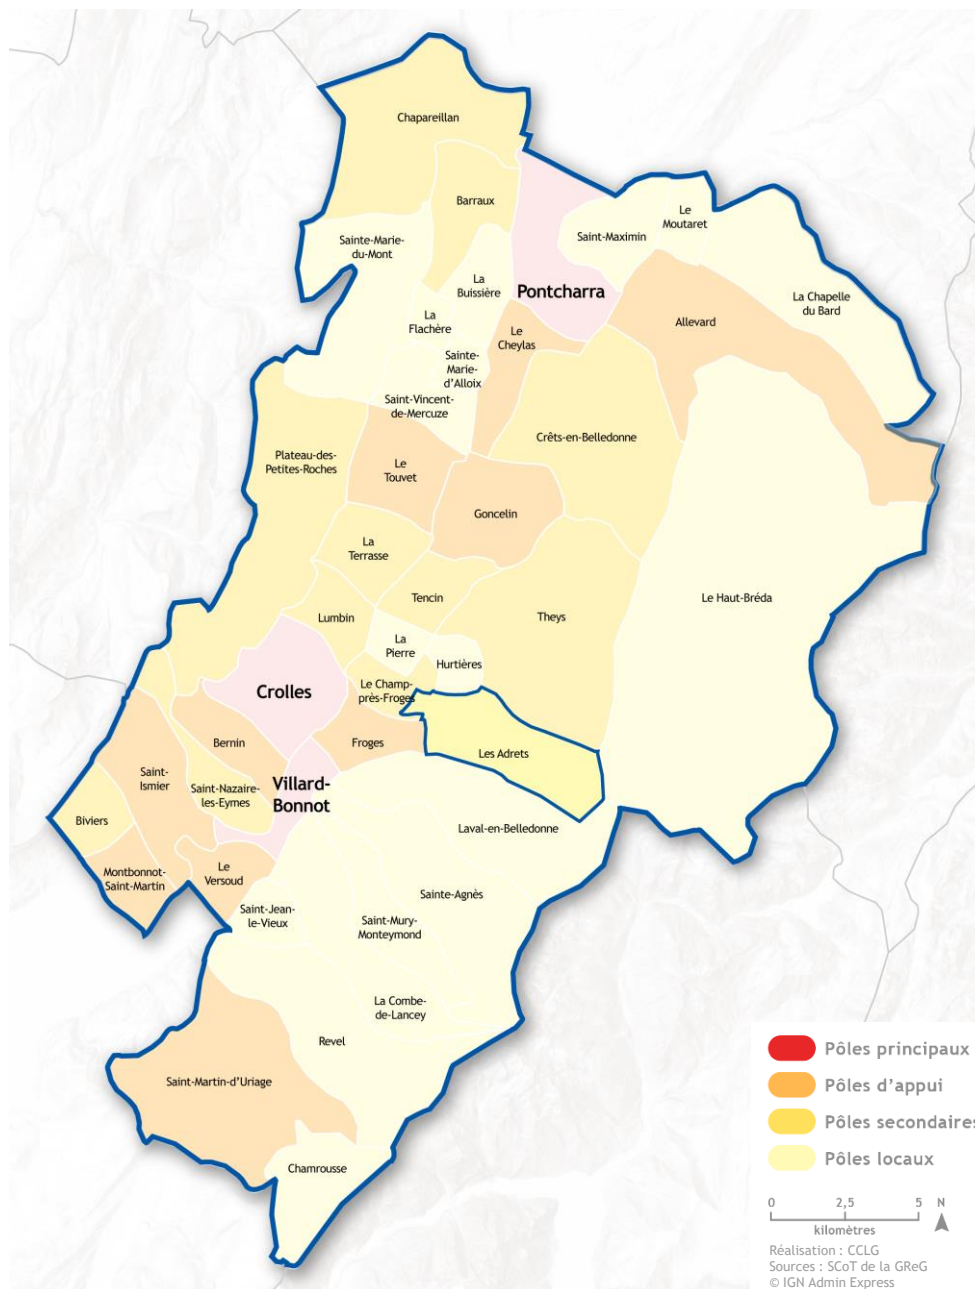 Chapareillan
Barraux
Le
Moutaret
Saint-Maximin
Sainte-Marie-
du-Mont
La
Buissière
Pontcharra
La Chapelle
du Bard
La
Flachère
Le
Cheylas
Allevard
Sainte-
Marie-
d'Alloix
Saint-Vincent-
de-Mercuze
Crêts-en-Belledonne
Plateau-des-
Petites-Roches
Le
Touvet
Goncelin
La
Terrasse
Tencin
Le Haut-Bréda
Lumbin
Theys
La
Pierre
Hurtières
Crolles
Le Champ-
près-Froges
Bernin
Froges
Les Adrets
Saint-
Ismier
Saint-Nazaire-
les-Eymes
Villard-
Bonnot
Biviers
Laval-en-Belledonne
Montbonnot-
Saint-Martin
Le
Versoud
Sainte-Agnès
Saint-Jean-
le-Vieux
Saint-Mury-
Monteymond
La Combe-
de-Lancey
Revel
Saint-Martin-d'Uriage
Chamrousse
Pôles principaux
Pôles d'appui
Pôles secondaires
Pôles locaux
0 2,5 5 N
kilomètres
Réalisation : CCLG
Sources : SCoT de la GReG
© IGN Admin Express